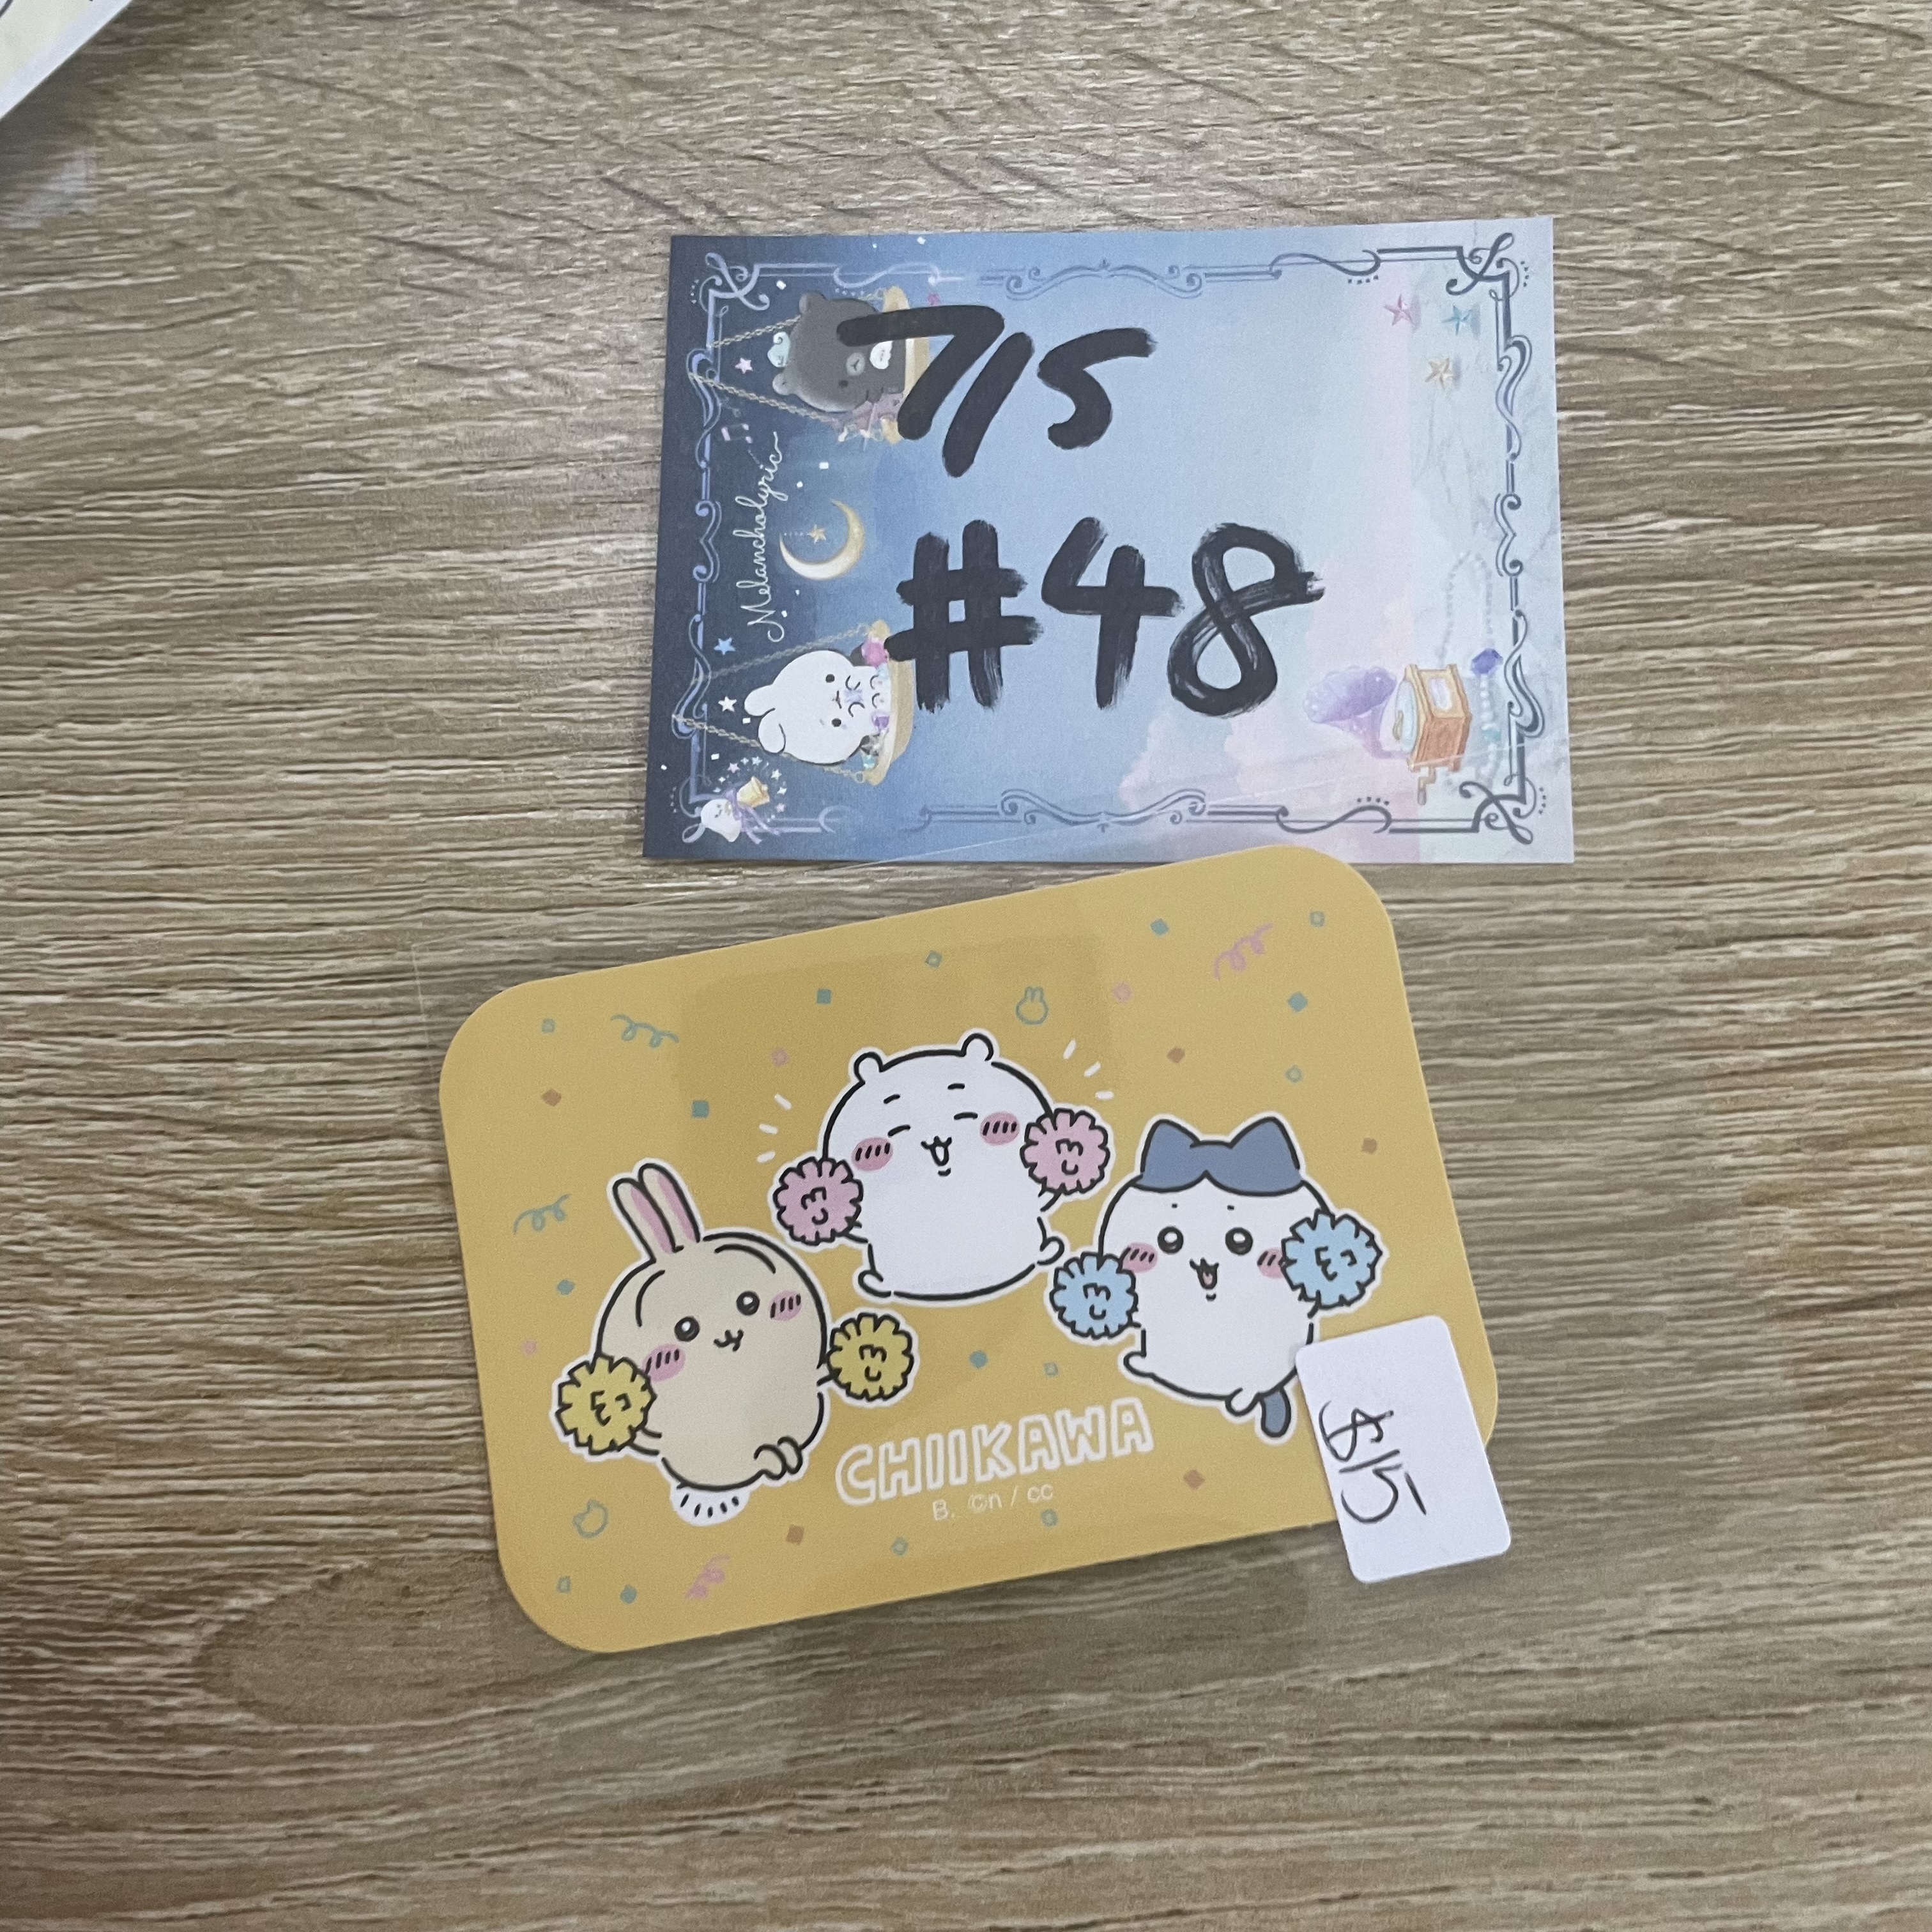 7/5
#48
Melancholyric
CHIIKAWA
B. ©n / cc
$15